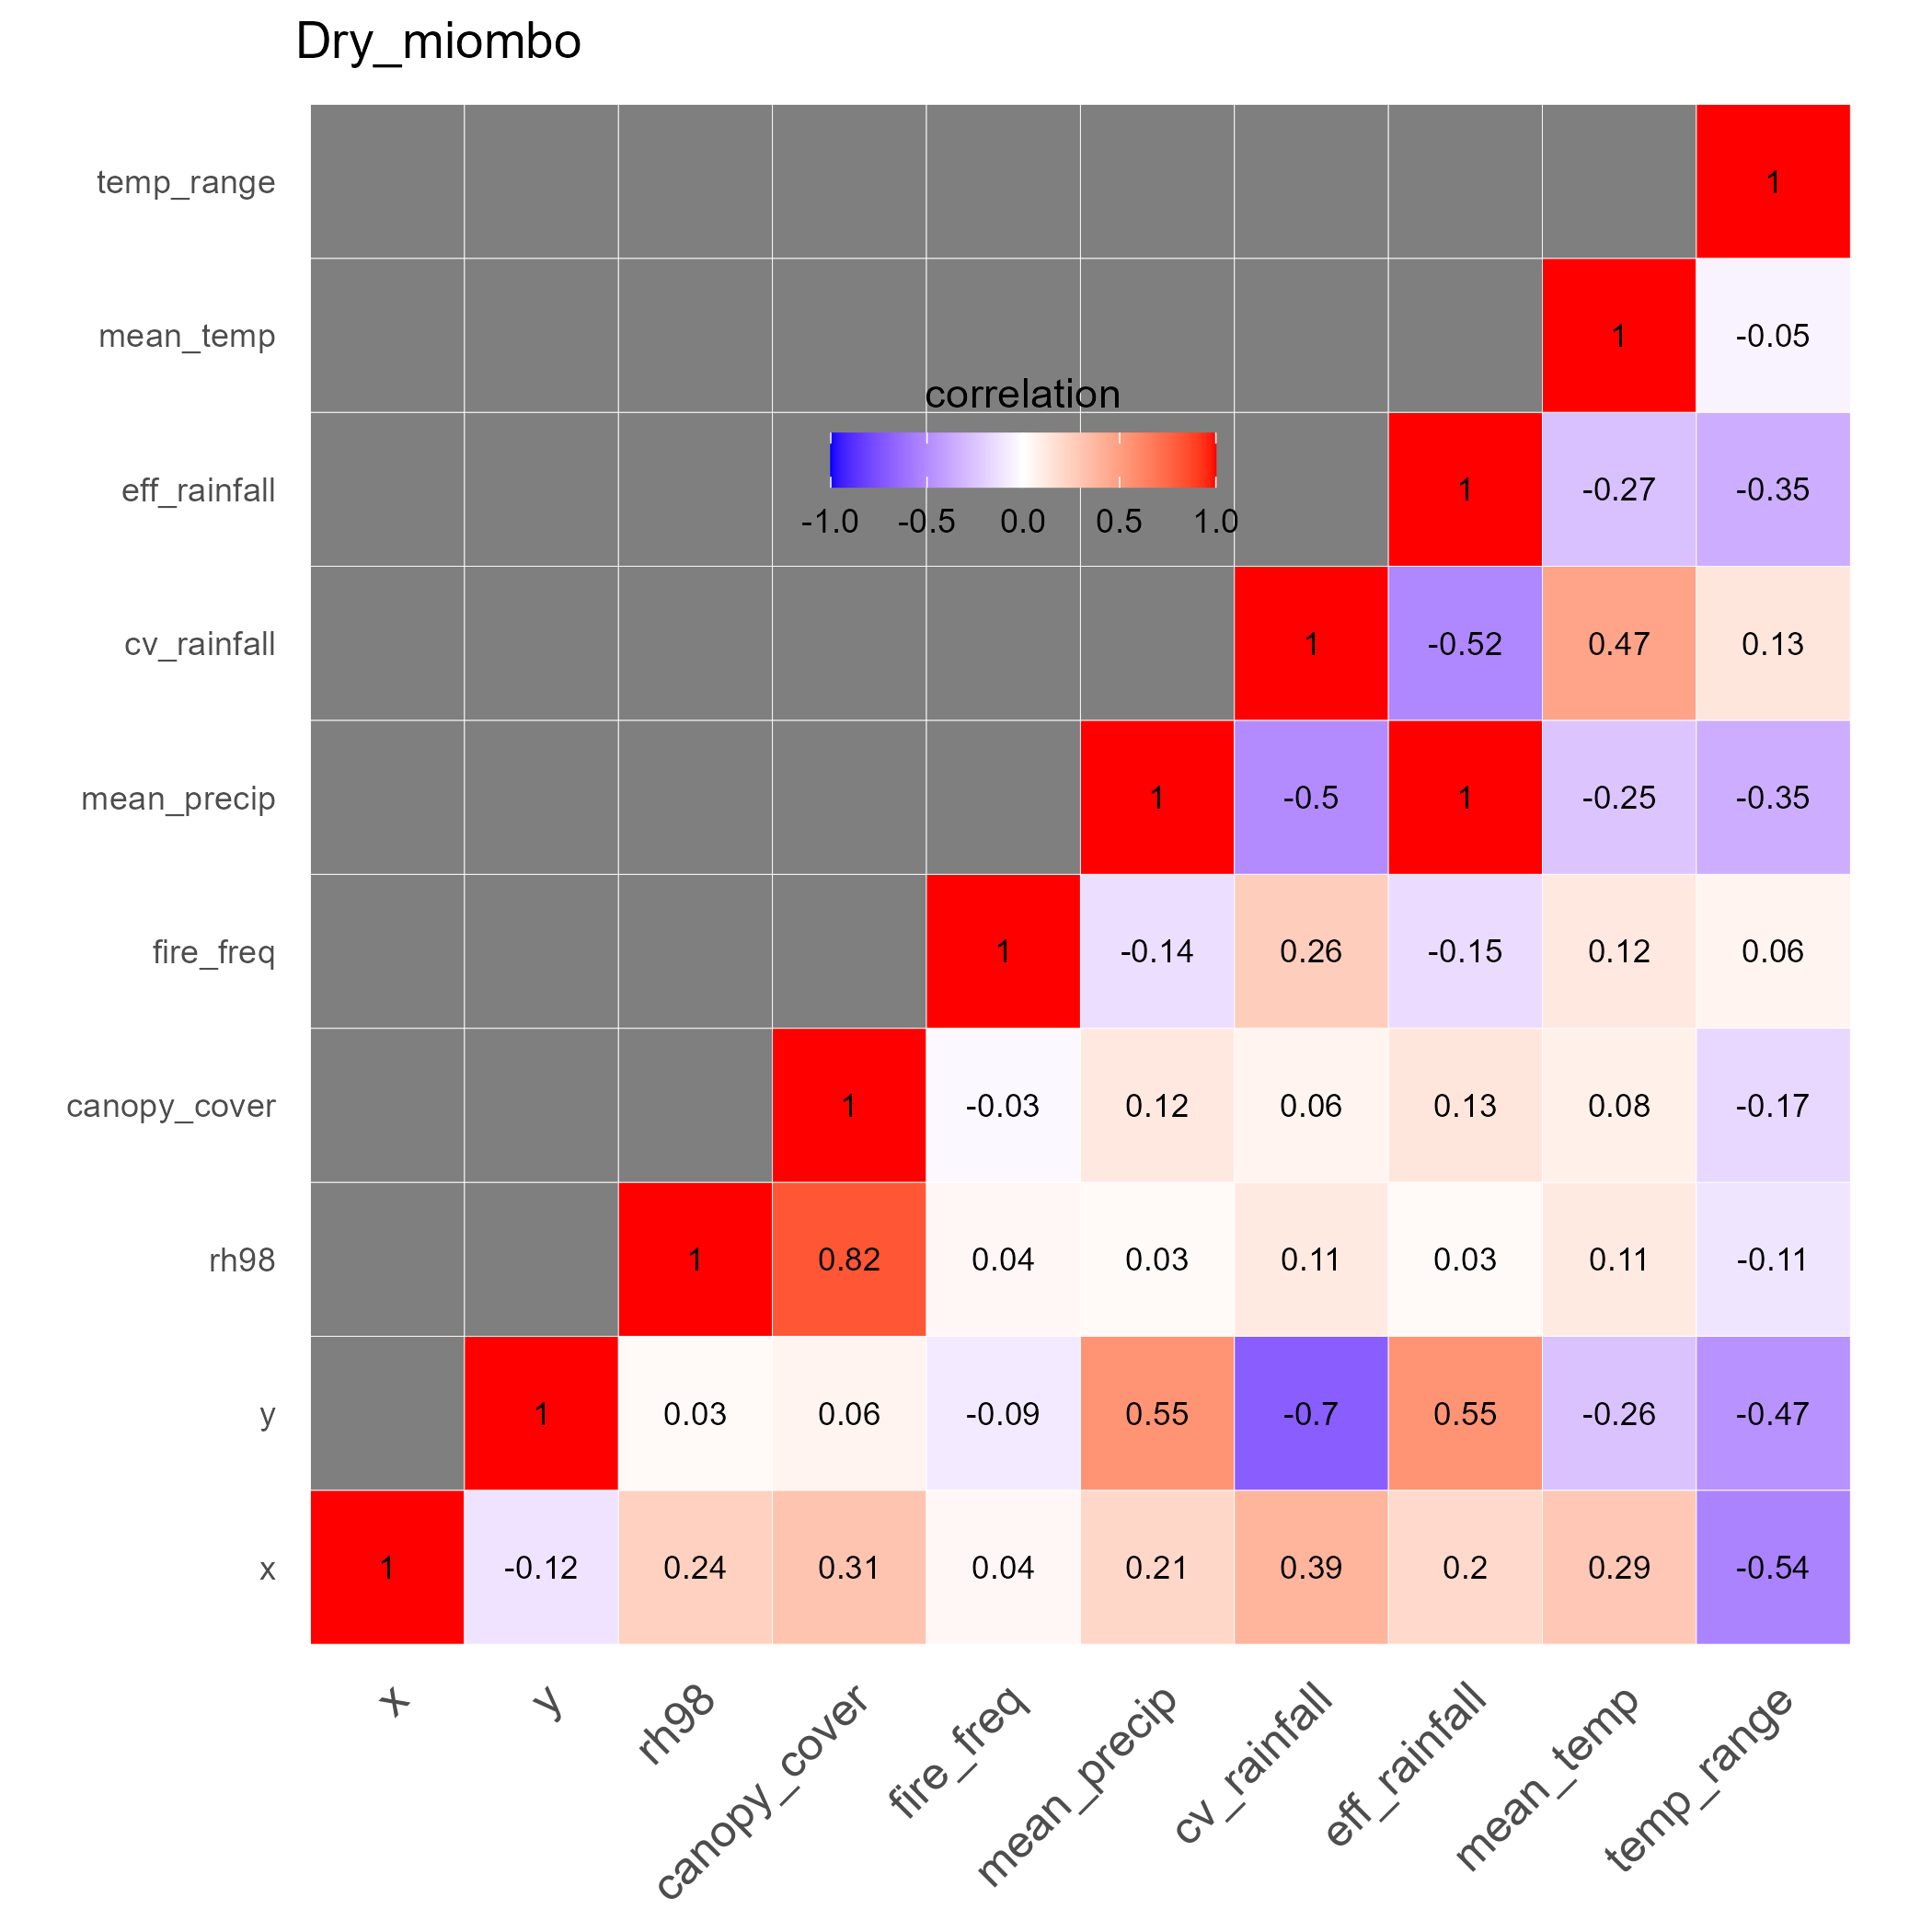 Dry_miombo
temp_range 1
mean_temp 1 -0.05
correlation
eff_rainfall 1 -0.27 -0.35
-1.0 -0.5 0.0 0.5 1.0
cv_rainfall 1 -0.52 0.47 0.13
mean_precip 1 -0.5 1 -0.25 -0.35
fire_freq 1 -0.14 0.26 -0.15 0.12 0.06
canopy_cover 1 -0.03 0.12 0.06 0.13 0.08 -0.17
rh98 1 0.82 0.04 0.03 0.11 0.03 0.11 -0.11
y 1 0.03 0.06 -0.09 0.55 -0.7 0.55 -0.26 -0.47
x 1 -0.12 0.24 0.31 0.04 0.21 0.39 0.2 0.29 -0.54
x y rh98 canopy_cover fire_freq mean_precip cv_rainfall eff_rainfall mean_temp temp_range